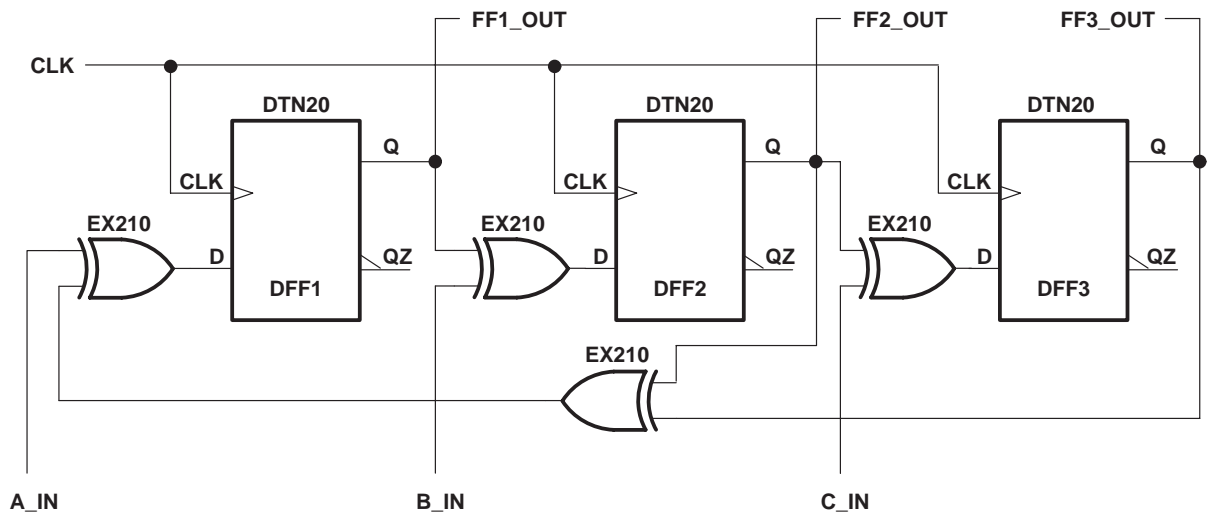 FF1_OUT FF2_OUT FF3_OUT
CLK
DTN20 DTN20 DTN20
Q Q Q
CLK CLK CLK
EX210 EX210 EX210
D QZ D QZ D QZ
DFF1 DFF2 DFF3
EX210
A_IN B_IN C_IN